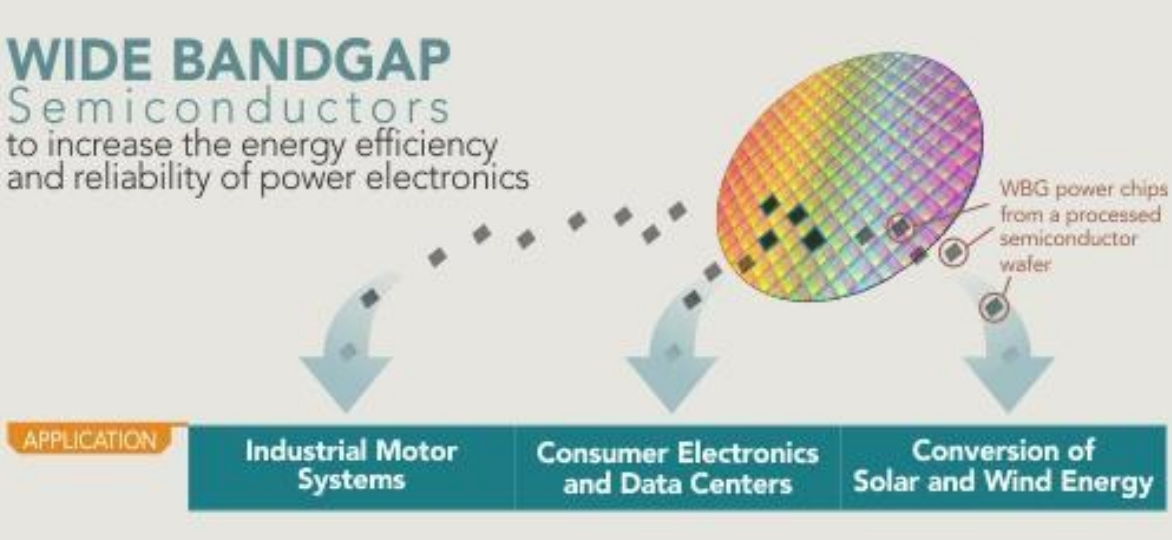 WIDE BANDGAP
Semiconductors
to increase the energy efficiency
and reliability of power electronics
WBG power chips
from a processed
semiconductor
wafer
APPLICATION
Industrial Motor
Systems
Consumer Electronics
and Data Centers
Conversion of
Solar and Wind Energy